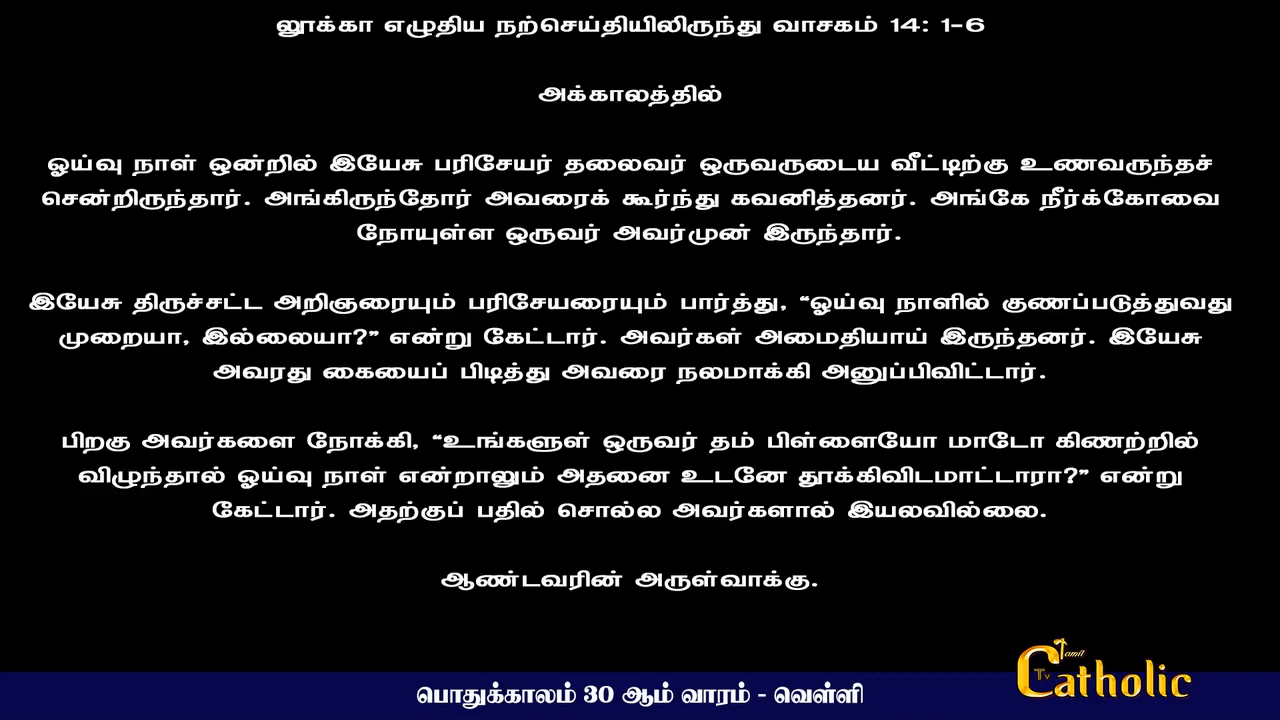 லூக்கா எழுதிய நற்செய்தியிலிருந்து வாசகம் 14: 1-6
அக்காலத்தில்
ஓய்வு நாள் ஒன்றில் இயேசு பரிசேயர் தலைவர் ஒருவருடைய வீட்டிற்கு உணவருந்தச்
சென்றிருந்தார். அங்கிருந்தோர் அவரைக் கூர்ந்து கவனித்தனர். அங்கே நீர்க்கோவை
நோயுள்ள ஒருவர் அவர்முன் இருந்தார்.
இயேசு திருச்சட்ட அறிஞரையும் பரிசேயரையும் பார்த்து, “ஓய்வு நாளில் குணப்படுத்துவது
முறையா, இல்லையா?” என்று கேட்டார். அவர்கள் அமைதியாய் இருந்தனர். இயேசு
அவரது கையைப் பிடித்து அவரை நலமாக்கி அனுப்பிவிட்டார்.
பிறகு அவர்களை நோக்கி, “உங்களுள் ஒருவர் தம் பிள்ளையோ மாடோ கிணற்றில்
விழுந்தால் ஓய்வு நாள் என்றாலும் அதனை உடனே தூக்கிவிடமாட்டாரா?” என்று
கேட்டார். அதற்குப் பதில் சொல்ல அவர்களால் இயலவில்லை.
ஆண்டவரின் அருள்வாக்கு.
Tamil
Catholic
Tv
பொதுக்காலம் 30 ஆம் வாரம் - வெள்ளி